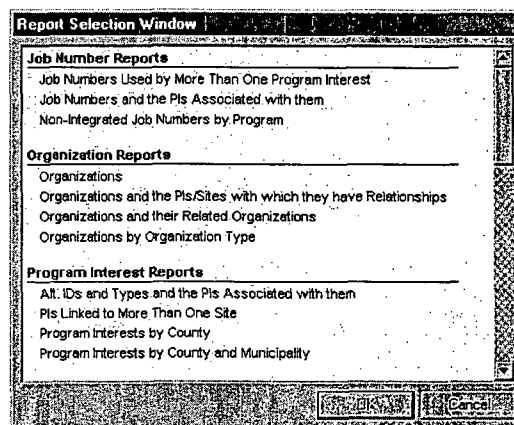 Report Selection Window
Job Number Reports
Job Numbers Used by More Than One Program Interest
Job Numbers and the PIs Associated with them
Non-Integrated Job Numbers by Program
Organization Reports
Organizations
Organizations and the PIs/Sites with which they have Relationships
Organizations and their Related Organizations
Organizations by Organization Type
Program Interest Reports
Alt. IDs and Types and the PIs Associated with them
PIs Linked to More Than One Site
Program Interests by County
Program Interests by County and Municipality
OK Cancel